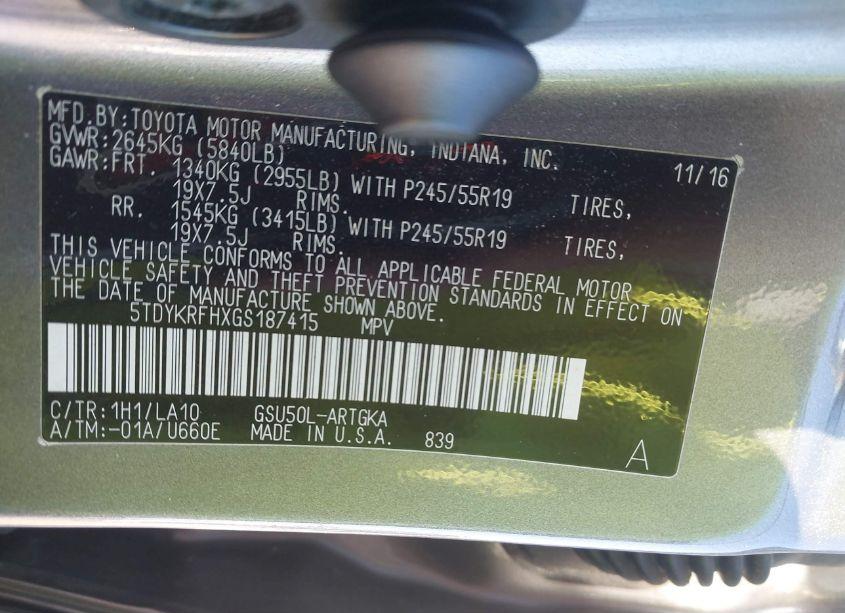 MFD.BY:TOYOTA MOTOR MANUFACTURING, INDIANA, INC. 11/16
GVWR:2645KG (5840LB)
GAWR:FRT. 1340KG (2955LB) WITH P245/55R19 TIRES,
19X7.5J RIMS.
RR. 1545KG (3415LB) WITH P245/55R19 TIRES,
19X7.5J RIMS.
THIS VEHICLE CONFORMS TO ALL APPLICABLE FEDERAL MOTOR
VEHICLE SAFETY AND THEFT PREVENTION STANDARDS IN EFFECT ON
THE DATE OF MANUFACTURE SHOWN ABOVE.
5TDYKRFHXGS187415 MPV
C/TR:1H1/LA10 GSU50L-ARTGKA
A/TM:-01A/U660E MADE IN U.S.A. 839
A